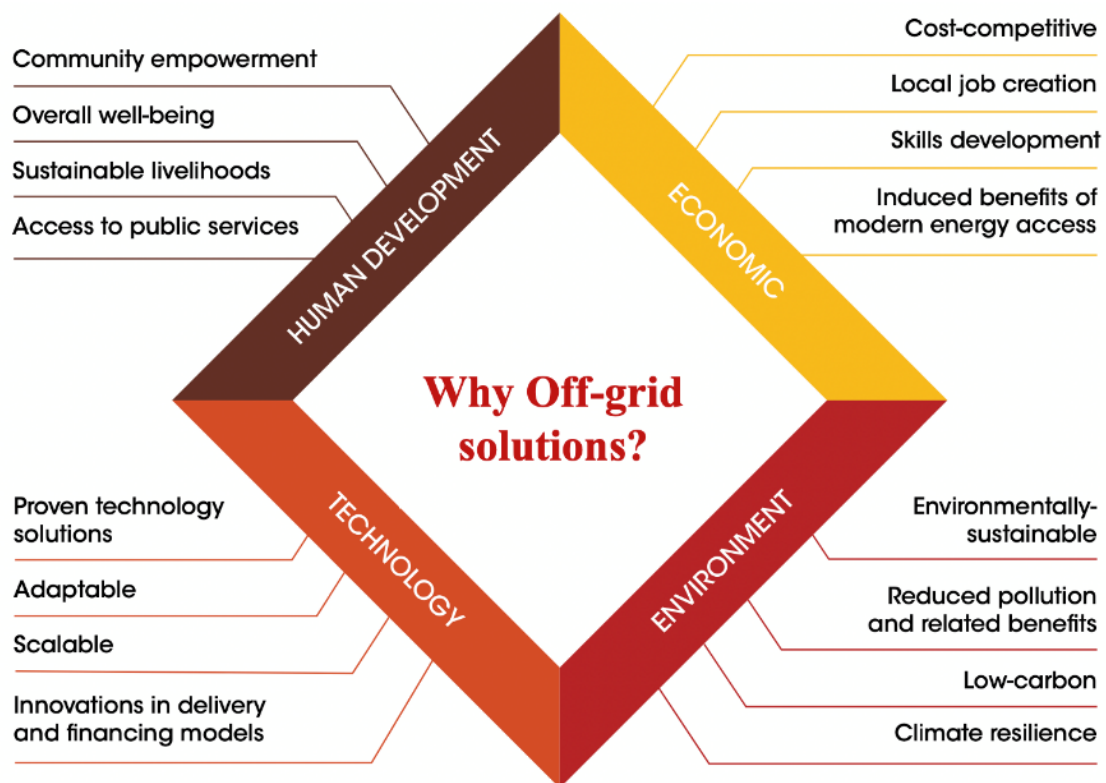 Community empowerment
Overall well-being
Sustainable livelihoods
Access to public services
HUMAN DEVELOPMENT
Cost-competitive
Local job creation
Skills development
Induced benefits of
modern energy access
ECONOMIC
Why Off-grid
solutions?
Proven technology
solutions
Adaptable
Scalable
Innovations in delivery
and financing models
TECHNOLOGY
Environmentally-
sustainable
Reduced pollution
and related benefits
Low-carbon
Climate resilience
ENVIRONMENT